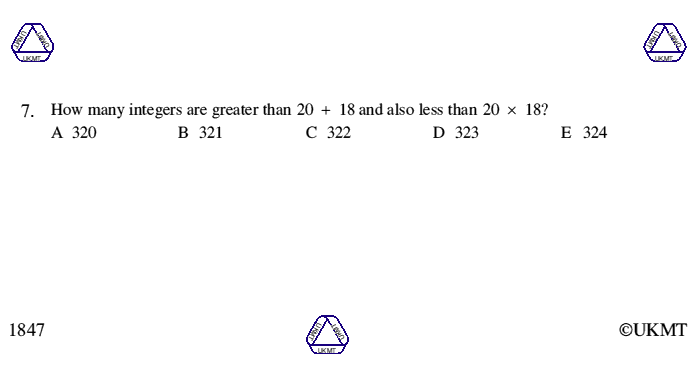 UKMT UKMT UKMT UKMT UKMT UKMT
7. How many integers are greater than 20 + 18 and also less than 20 × 18?
A 320 B 321 C 322 D 323 E 324
1847 UKMT UKMT UKMT ©UKMT